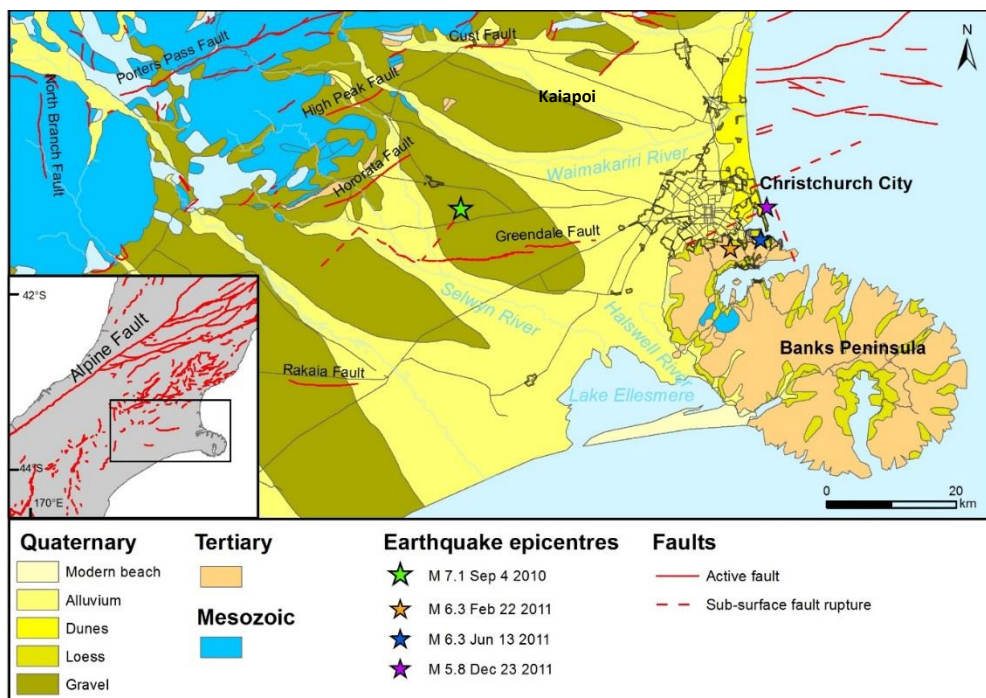 Cust Fault
N
Porters Pass Fault
North Branch Fault
High Peak Fault
Kaiapoi
Waimakariri River
Hororata Fault
Christchurch City
Greendale Fault
42°S
Selwyn River
Halswell River
Alpine Fault
Banks Peninsula
Rakaia Fault
Lake Ellesmere
44°S
170°E
0 20
km
Quaternary
Modern beach
Alluvium
Dunes
Loess
Gravel
Tertiary
Mesozoic
Earthquake epicentres
M 7.1 Sep 4 2010
M 6.3 Feb 22 2011
M 6.3 Jun 13 2011
M 5.8 Dec 23 2011
Faults
Active fault
Sub-surface fault rupture